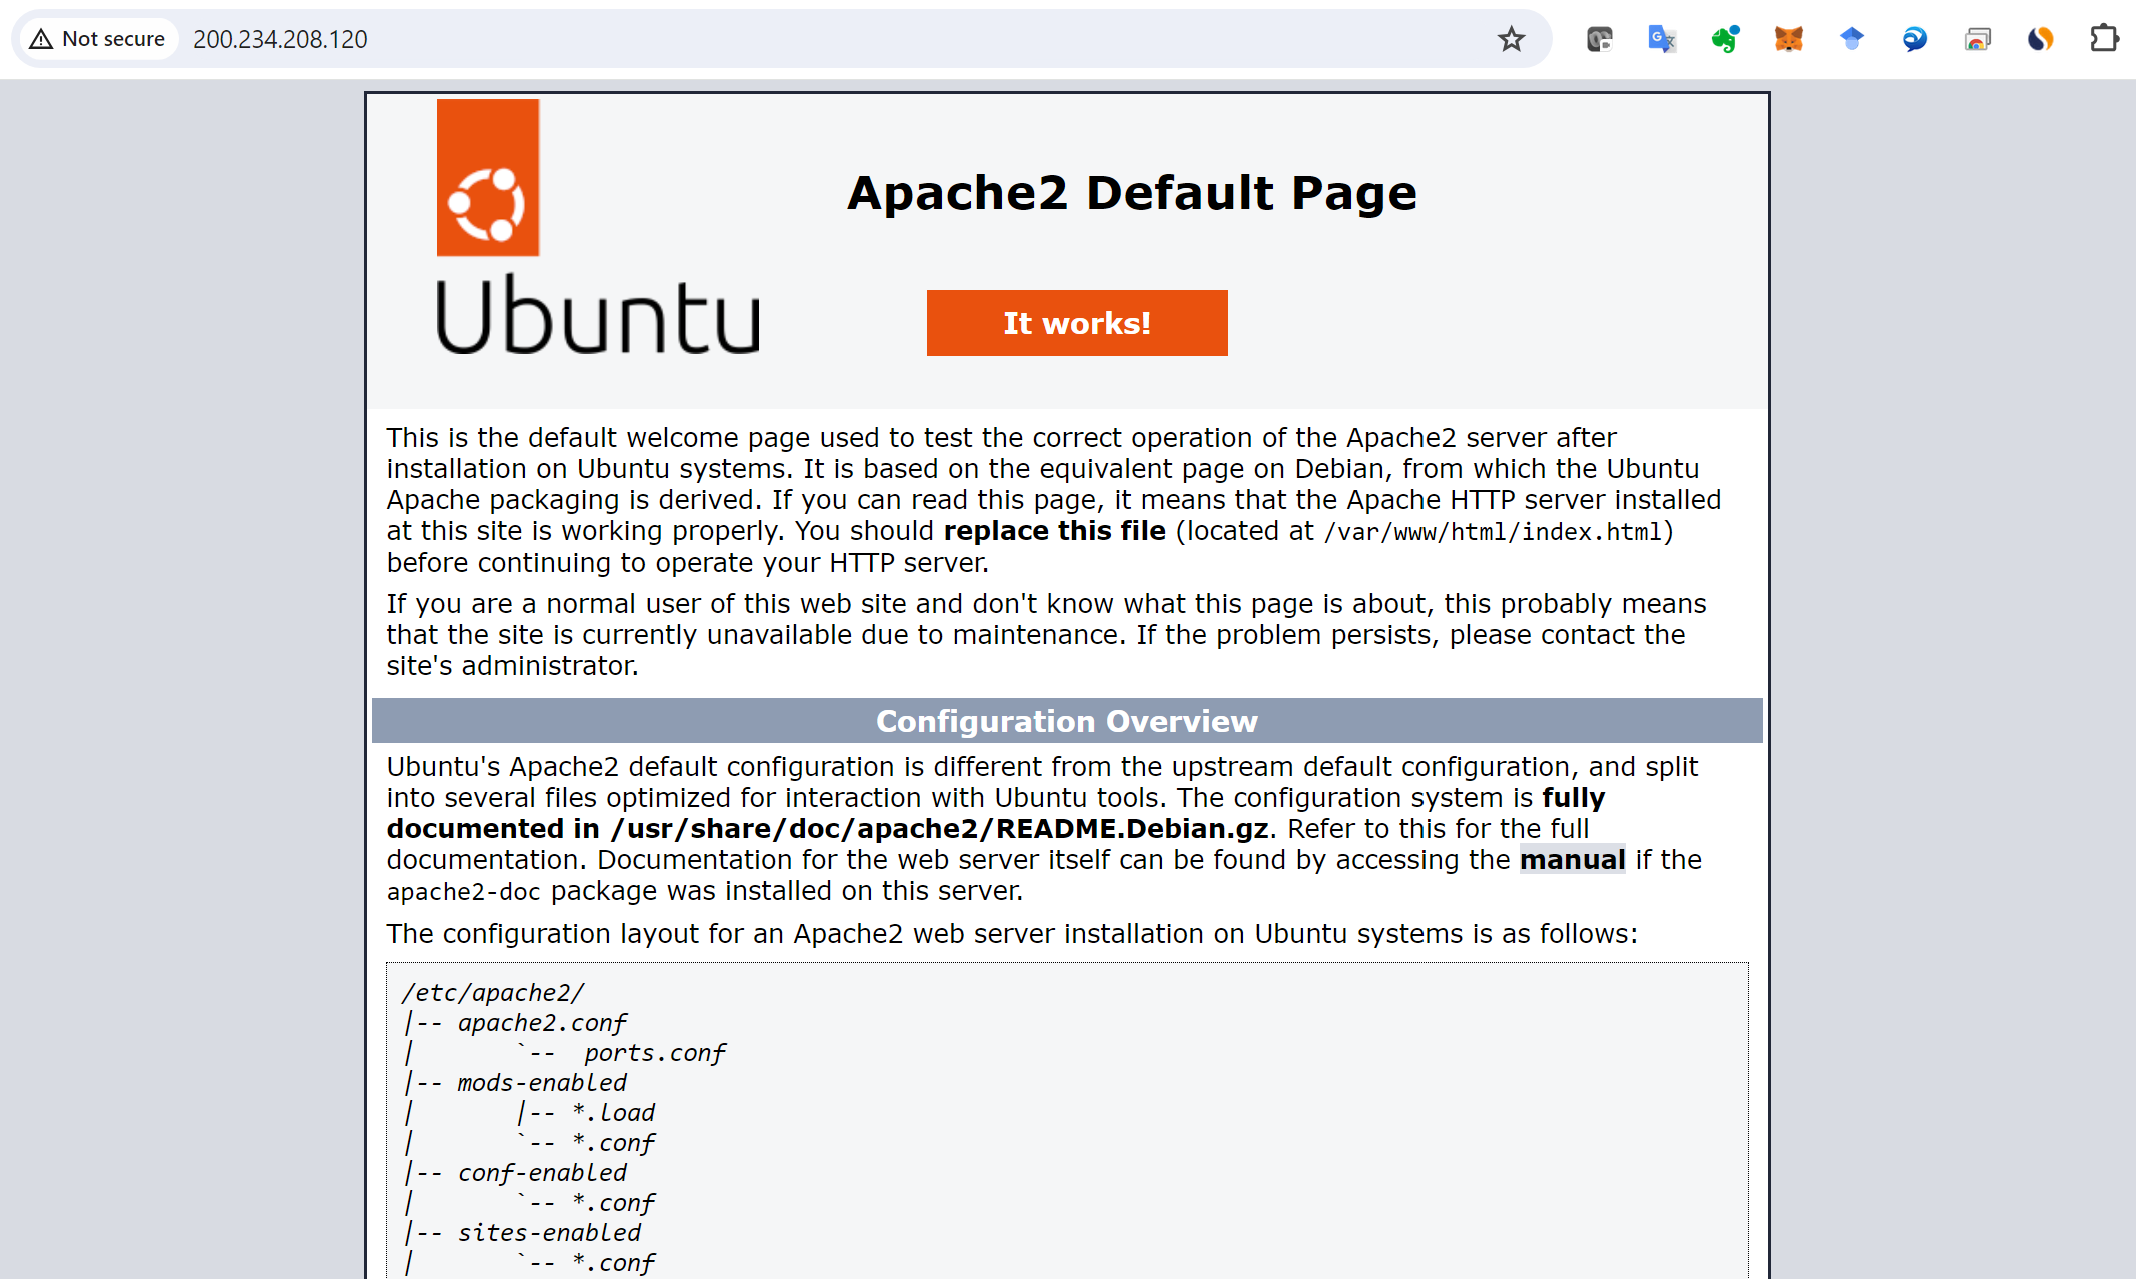 Not secure 200.234.208.120
Apache2 Default Page
Ubuntu
It works!
This is the default welcome page used to test the correct operation of the Apache2 server after
installation on Ubuntu systems. It is based on the equivalent page on Debian, from which the Ubuntu
Apache packaging is derived. If you can read this page, it means that the Apache HTTP server installed
at this site is working properly. You should replace this file (located at /var/www/html/index.html)
before continuing to operate your HTTP server.
If you are a normal user of this web site and don't know what this page is about, this probably means
that the site is currently unavailable due to maintenance. If the problem persists, please contact the
site's administrator.
Configuration Overview
Ubuntu's Apache2 default configuration is different from the upstream default configuration, and split
into several files optimized for interaction with Ubuntu tools. The configuration system is fully
documented in /usr/share/doc/apache2/README.Debian.gz. Refer to this for the full
documentation. Documentation for the web server itself can be found by accessing the manual if the
apache2-doc package was installed on this server.
The configuration layout for an Apache2 web server installation on Ubuntu systems is as follows:
/etc/apache2/
|-- apache2.conf
|       `--  ports.conf
|-- mods-enabled
|       |-- *.load
|       `-- *.conf
|-- conf-enabled
|       `-- *.conf
|-- sites-enabled
|       `-- *.conf